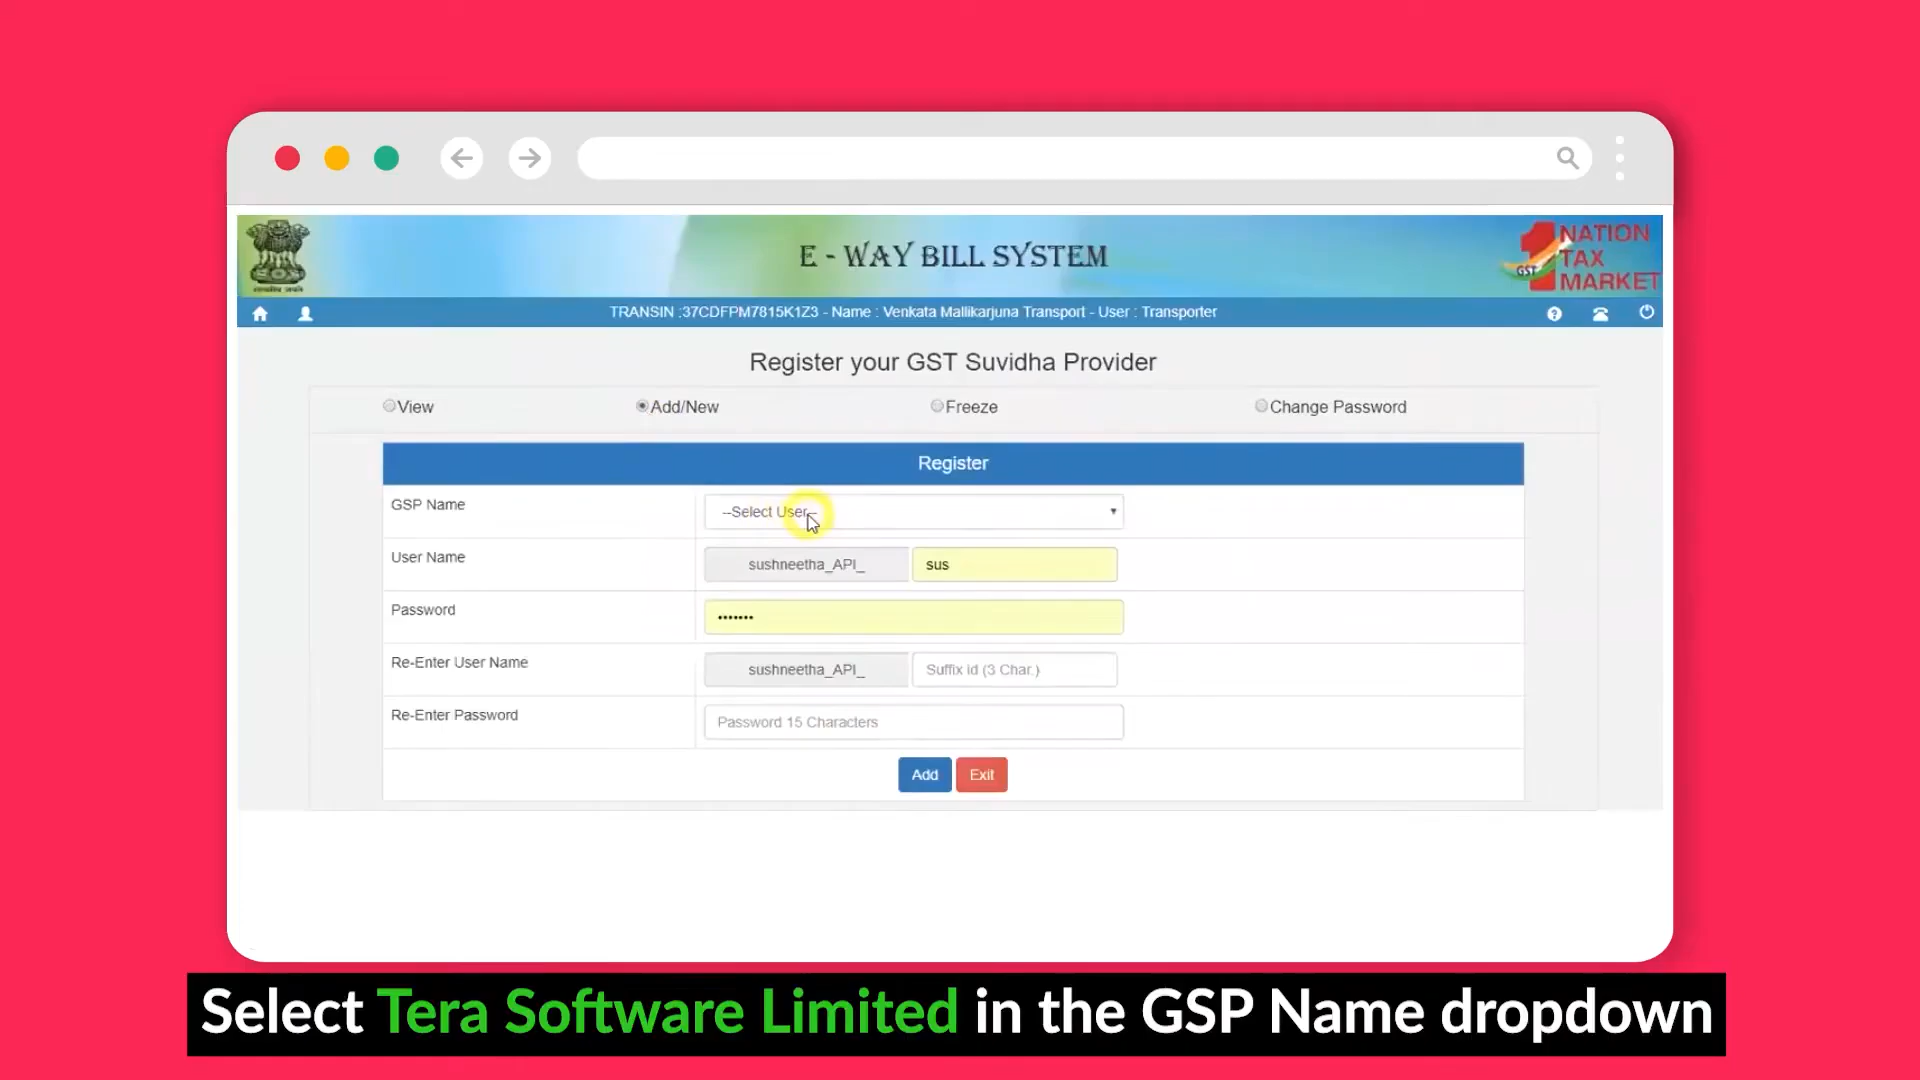 E - WAY BILL SYSTEM
GST
1 NATION
TAX
MARKET
TRANSIN :37CDFPM7815K1Z3 - Name : Venkata Mallikarjuna Transport - User : Transporter
Register your GST Suvidha Provider
View
Add/New
Freeze
Change Password
Register
GSP Name
--Select User--
User Name
sushneetha_API_
sus
Password
•••••••
Re-Enter User Name
sushneetha_API_
Suffix id (3 Char.)
Re-Enter Password
Password 15 Characters
Add
Exit
Select Tera Software Limited in the GSP Name dropdown